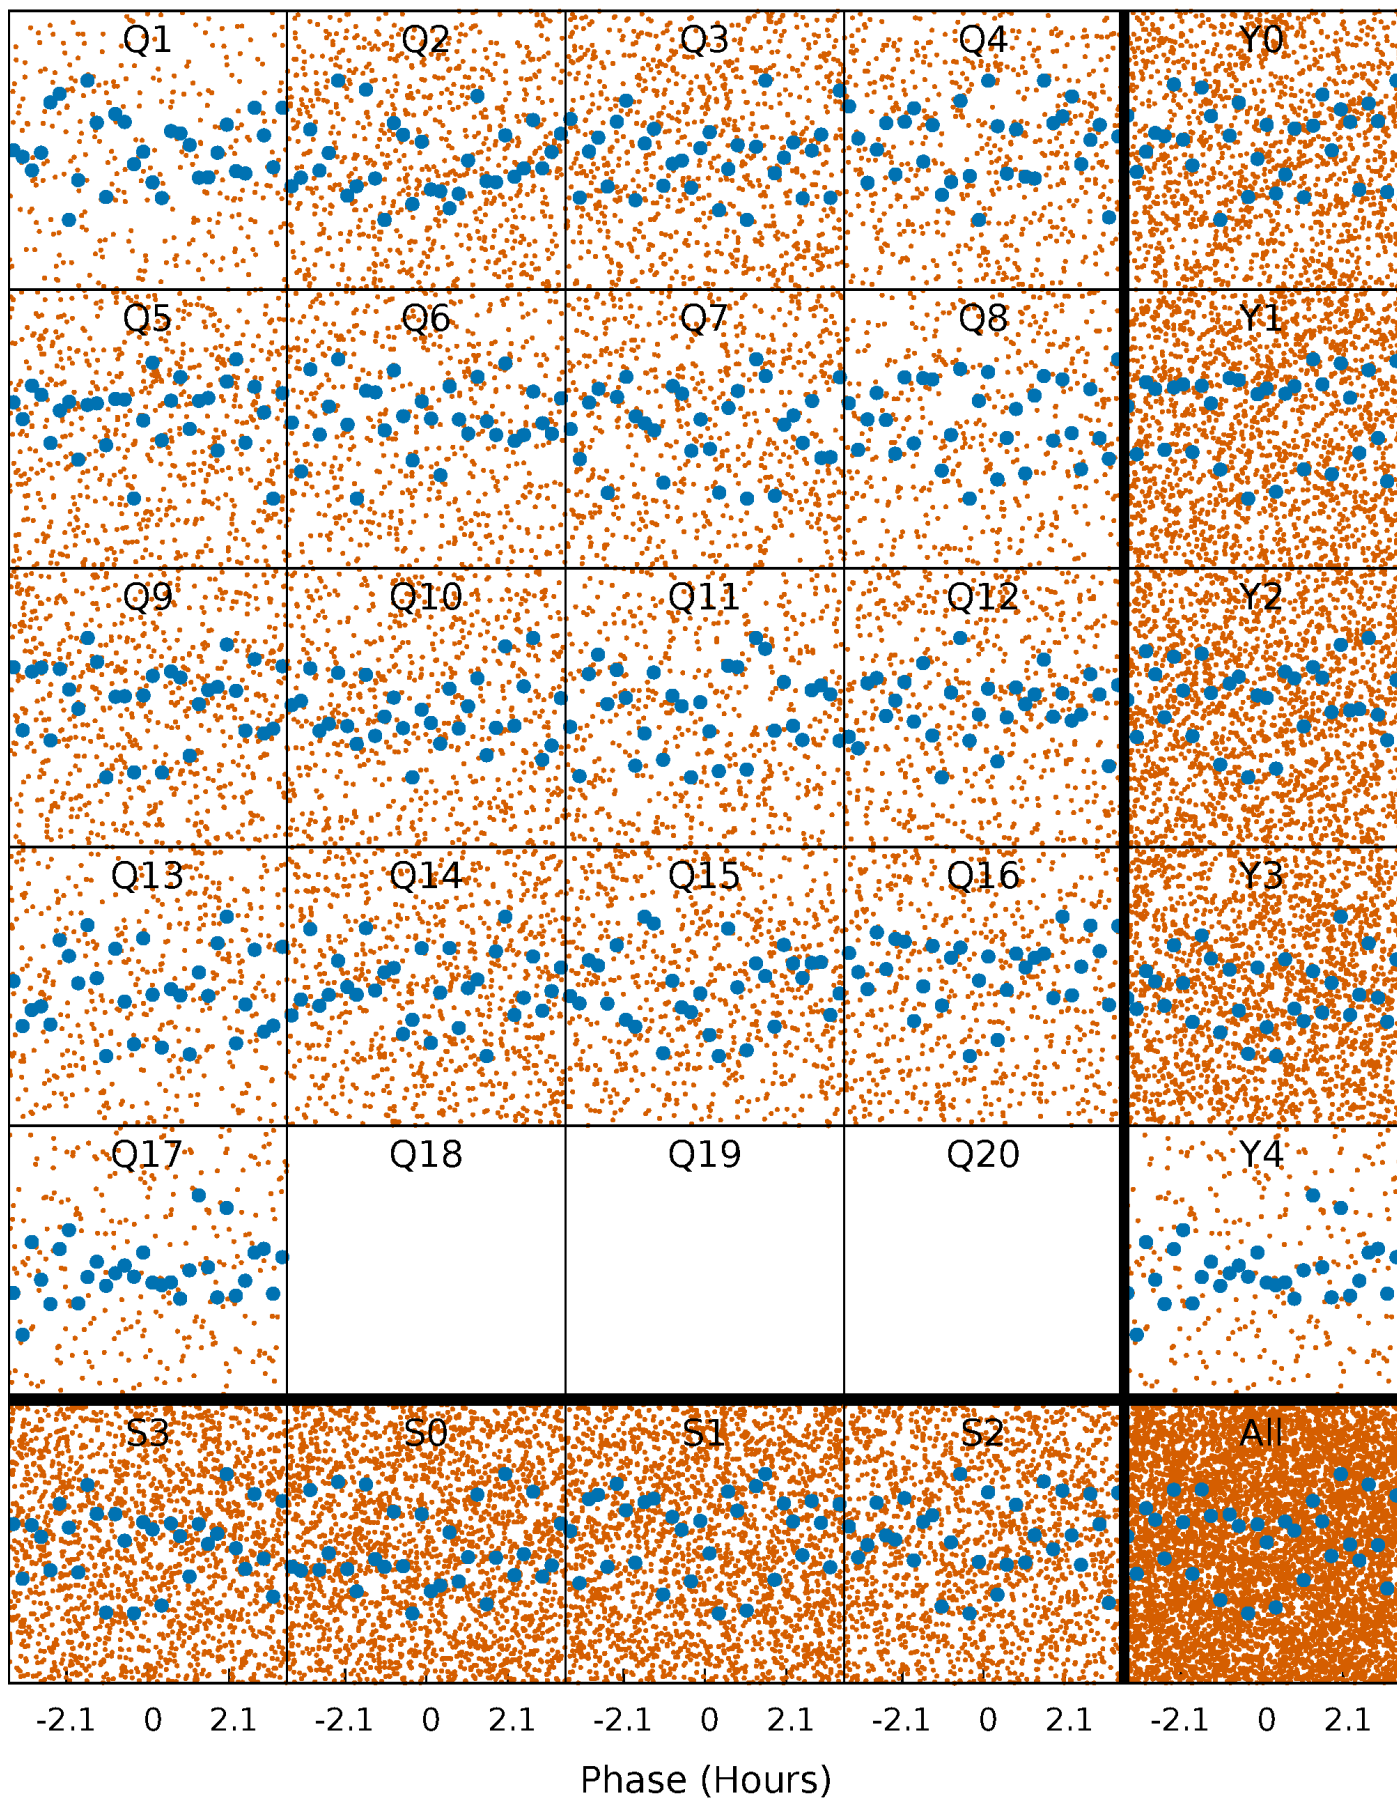 Q1 Q2 Q3 Q4 Y0
Q5 Q6 Q7 Q8 Y1
Q9 Q10 Q11 Q12 Y2
Q13 Q14 Q15 Q16 Y3
Q17 Q18 Q19 Q20 Y4
S3 S0 S1 S2 All
-2.1 0 2.1 -2.1 0 2.1 -2.1 0 2.1 -2.1 0 2.1 -2.1 0 2.1
Phase (Hours)